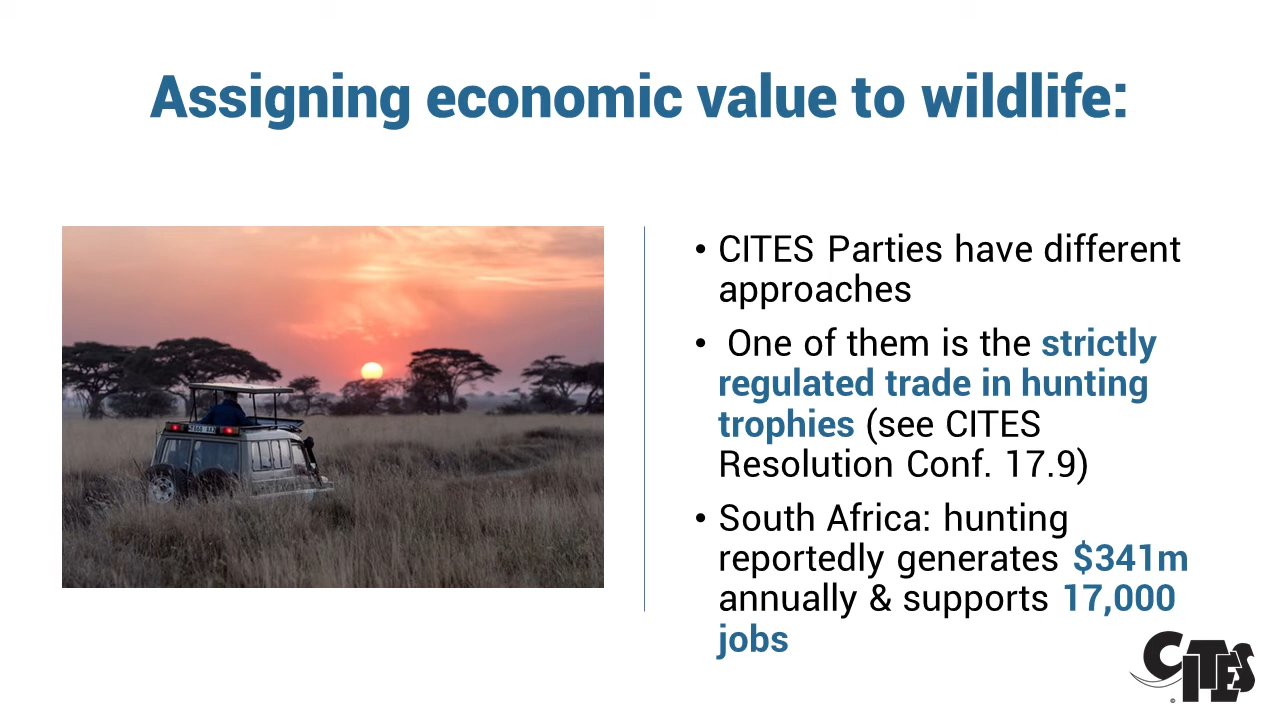 Assigning economic value to wildlife:
• CITES Parties have different
approaches
• One of them is the strictly
regulated trade in hunting
trophies (see CITES
Resolution Conf. 17.9)
• South Africa: hunting
reportedly generates $341m
annually & supports 17,000
jobs
CITES
©